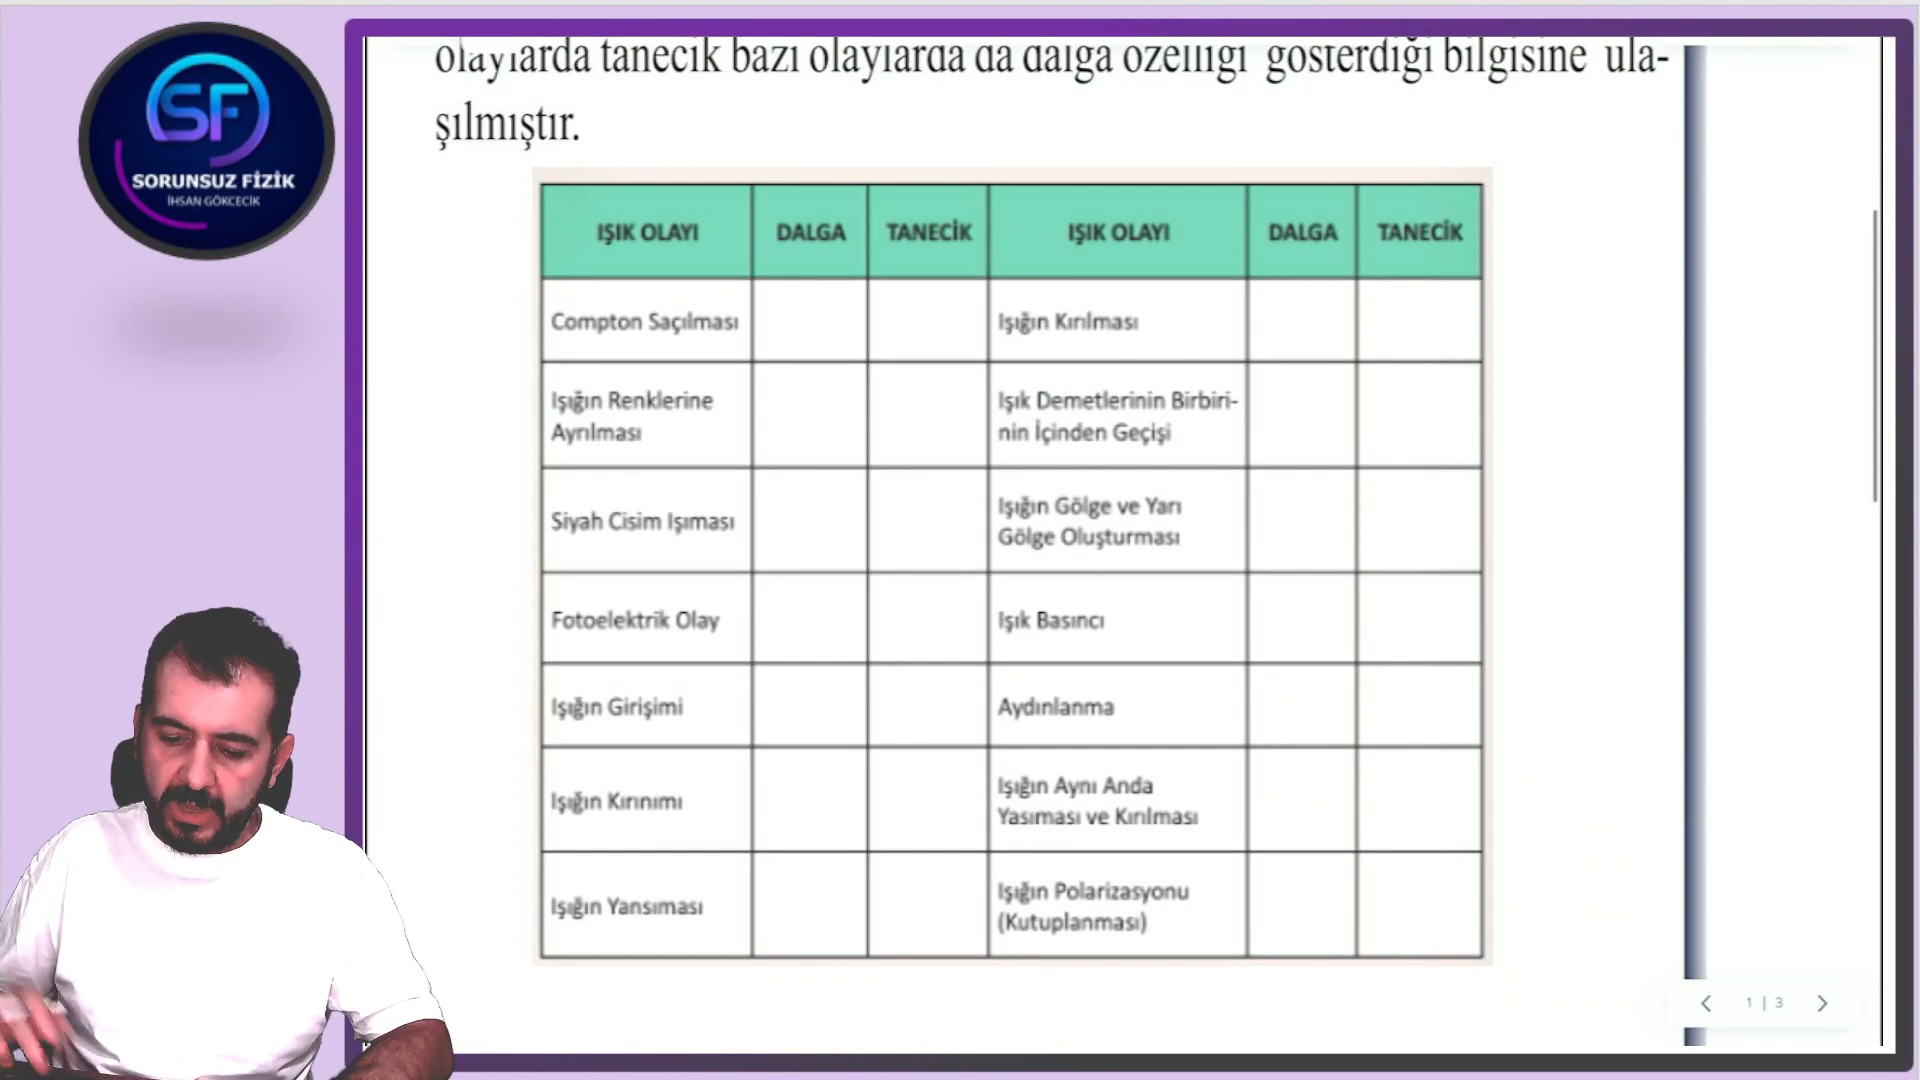 SF
SORUNSUZ FİZİK
İHSAN GÖKCECİK
olaylarda tanecik bazı olaylarda da dalga özelliği gösterdiği bilgisine ula-
şılmıştır.
IŞIK OLAYI DALGA TANECİK IŞIK OLAYI DALGA TANECİK
Compton Saçılması Işığın Kırılması
Işığın Renklerine
Ayrılması
Işık Demetlerinin Birbiri-
nin İçinden Geçişi
Siyah Cisim Işıması
Işığın Gölge ve Yarı
Gölge Oluşturması
Fotoelektrik Olay Işık Basıncı
Işığın Girişimi Aydınlanma
Işığın Kırınımı
Işığın Aynı Anda
Yasıması ve Kırılması
Işığın Yansıması
Işığın Polarizasyonu
(Kutuplanması)
1 | 3